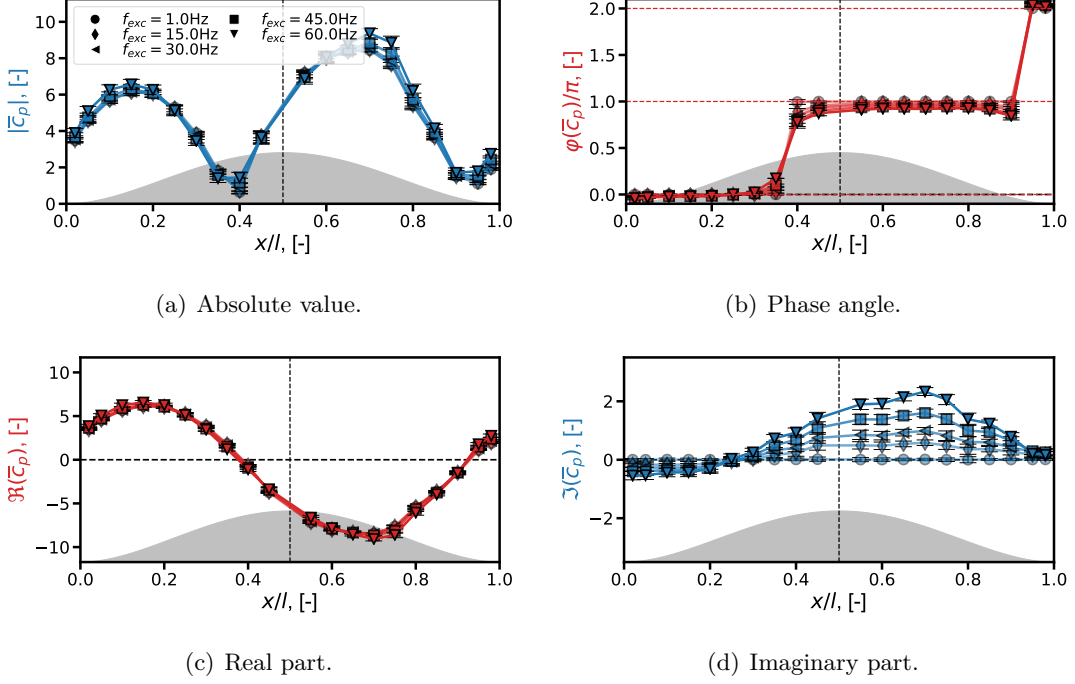 10
8
6
4
2
0
|c̅ₚ|, [-]
f_exc = 1.0Hz
f_exc = 15.0Hz
f_exc = 30.0Hz
f_exc = 45.0Hz
f_exc = 60.0Hz
0.0 0.2 0.4 0.6 0.8 1.0
x/l, [-]
(a) Absolute value.
2.0
1.5
1.0
0.5
0.0
φ(c̅ₚ)/π, [-]
0.0 0.2 0.4 0.6 0.8 1.0
x/l, [-]
(b) Phase angle.
10
5
0
−5
−10
ℜ(c̅ₚ), [-]
0.0 0.2 0.4 0.6 0.8 1.0
x/l, [-]
(c) Real part.
2
0
−2
ℑ(c̅ₚ), [-]
0.0 0.2 0.4 0.6 0.8 1.0
x/l, [-]
(d) Imaginary part.